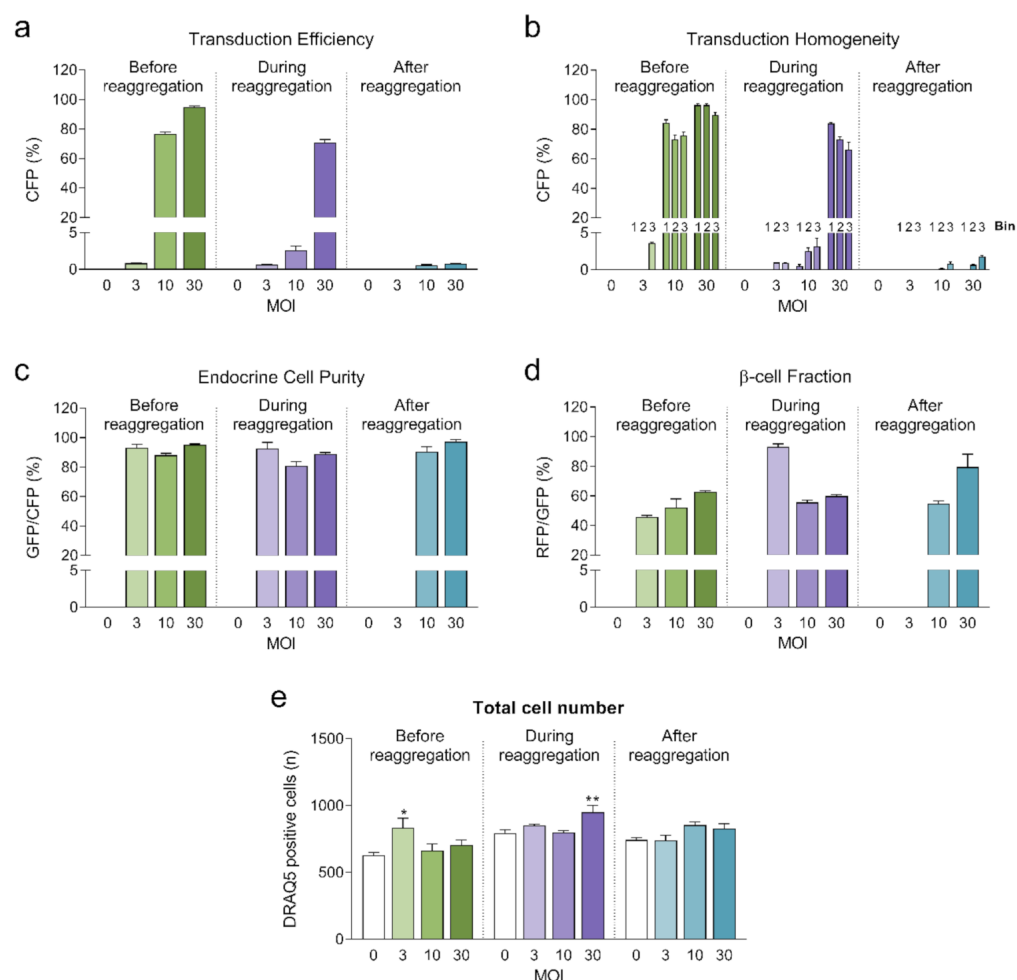 a
Transduction Efficiency
Before reaggregation
During reaggregation
After reaggregation
CFP (%)
120
100
80
60
40
20
5
0
0 3 10 30 0 3 10 30 0 3 10 30
MOI
b
Transduction Homogeneity
Before reaggregation
During reaggregation
After reaggregation
CFP (%)
120
100
80
60
40
20
5
0
1 2 3 1 2 3 1 2 3 1 2 3 1 2 3 1 2 3 1 2 3 1 2 3 1 2 3 Bin
0 3 10 30 0 3 10 30 0 3 10 30
MOI
c
Endocrine Cell Purity
Before reaggregation
During reaggregation
After reaggregation
GFP/CFP (%)
120
100
80
60
40
20
5
0
0 3 10 30 0 3 10 30 0 3 10 30
MOI
d
β-cell Fraction
Before reaggregation
During reaggregation
After reaggregation
RFP/GFP (%)
120
100
80
60
40
20
5
0
0 3 10 30 0 3 10 30 0 3 10 30
MOI
e
Total cell number
Before reaggregation
During reaggregation
After reaggregation
DRAQ5 positive cells (n)
1500
1000
500
0
*
**
0 3 10 30 0 3 10 30 0 3 10 30
MOI